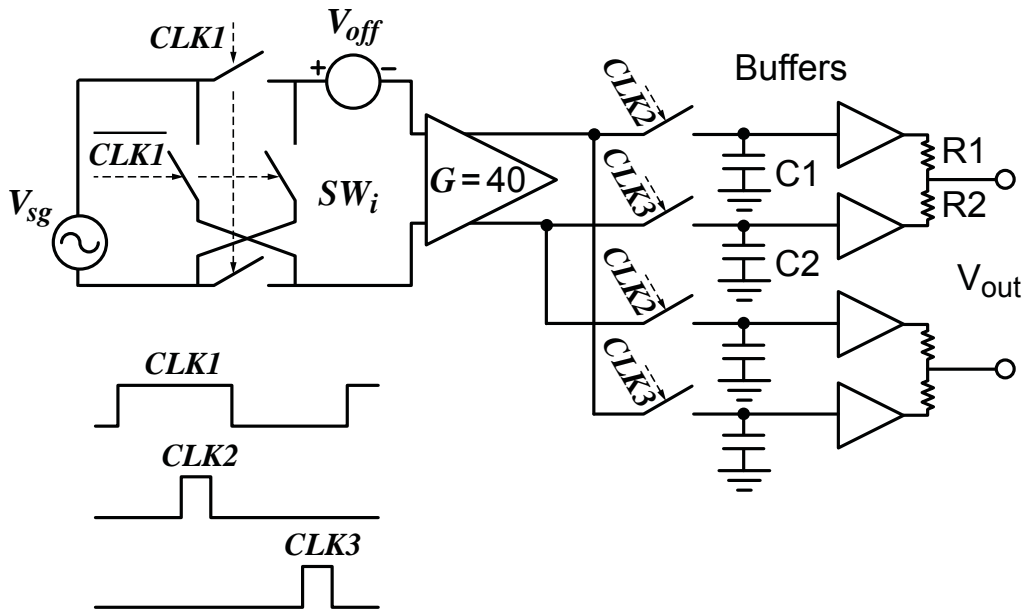 CLK1
V_off
+
−
CLK2
Buffers
C1
R1
R2
CLK1
V_sg
SW_i
G = 40
CLK3
C2
CLK2
V_out
CLK3
CLK1
CLK2
CLK3